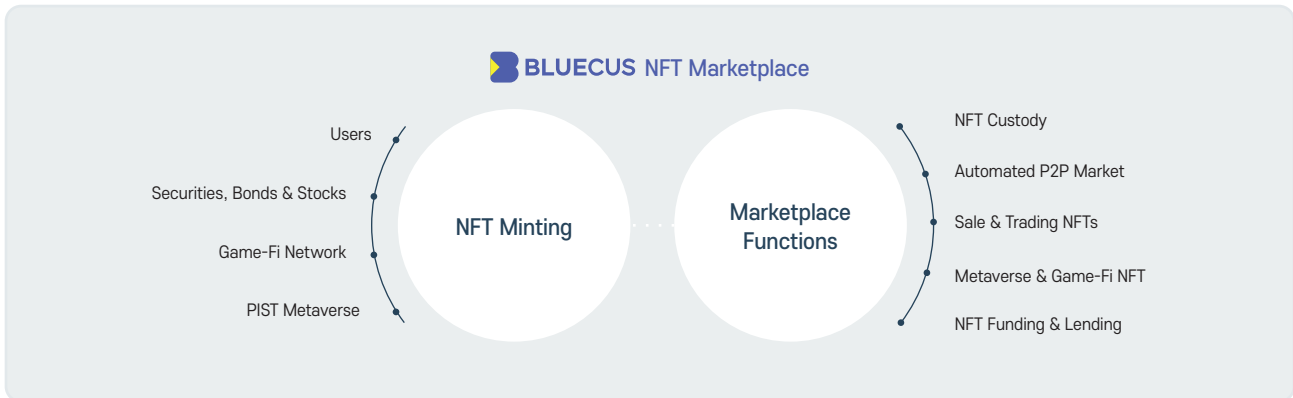 BLUECUS NFT Marketplace
Users
Securities, Bonds & Stocks
Game-Fi Network
PIST Metaverse
NFT Minting
Marketplace
Functions
NFT Custody
Automated P2P Market
Sale & Trading NFTs
Metaverse & Game-Fi NFT
NFT Funding & Lending